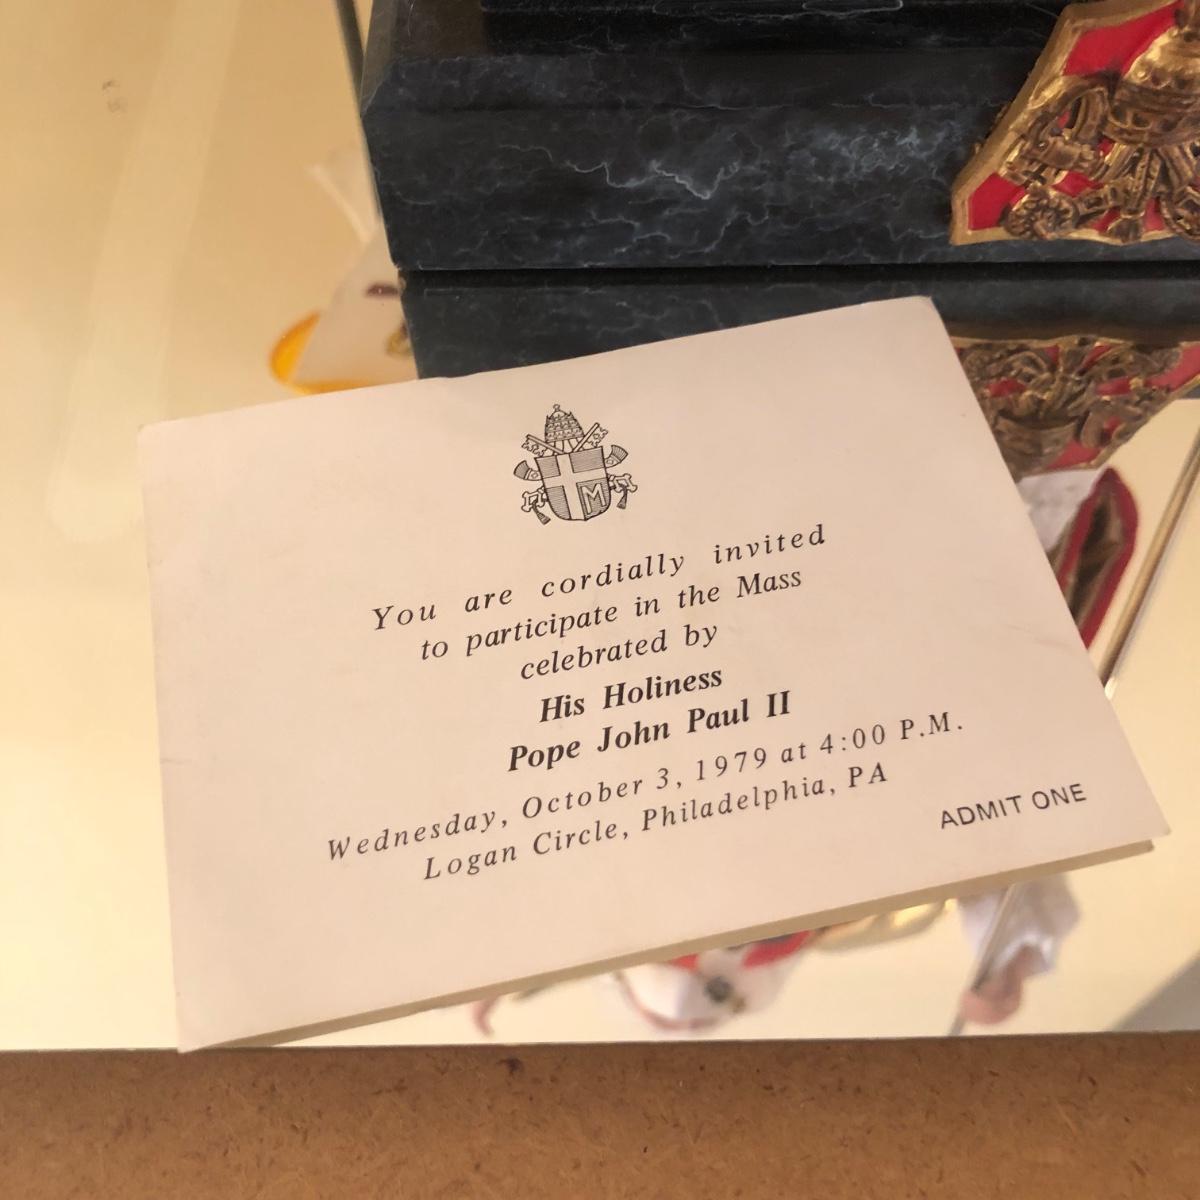 M
You are cordially invited
to participate in the Mass
celebrated by
His Holiness
Pope John Paul II
Wednesday, October 3, 1979 at 4:00 P.M.
Logan Circle, Philadelphia, PA
ADMIT ONE